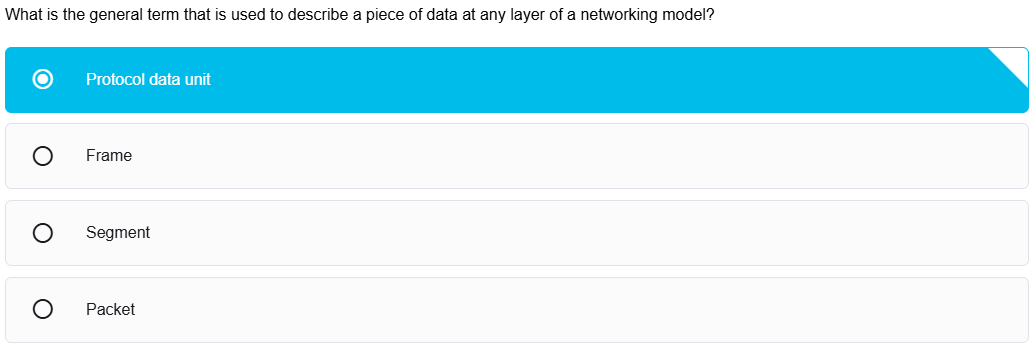 What is the general term that is used to describe a piece of data at any layer of a networking model?
Protocol data unit
Frame
Segment
Packet